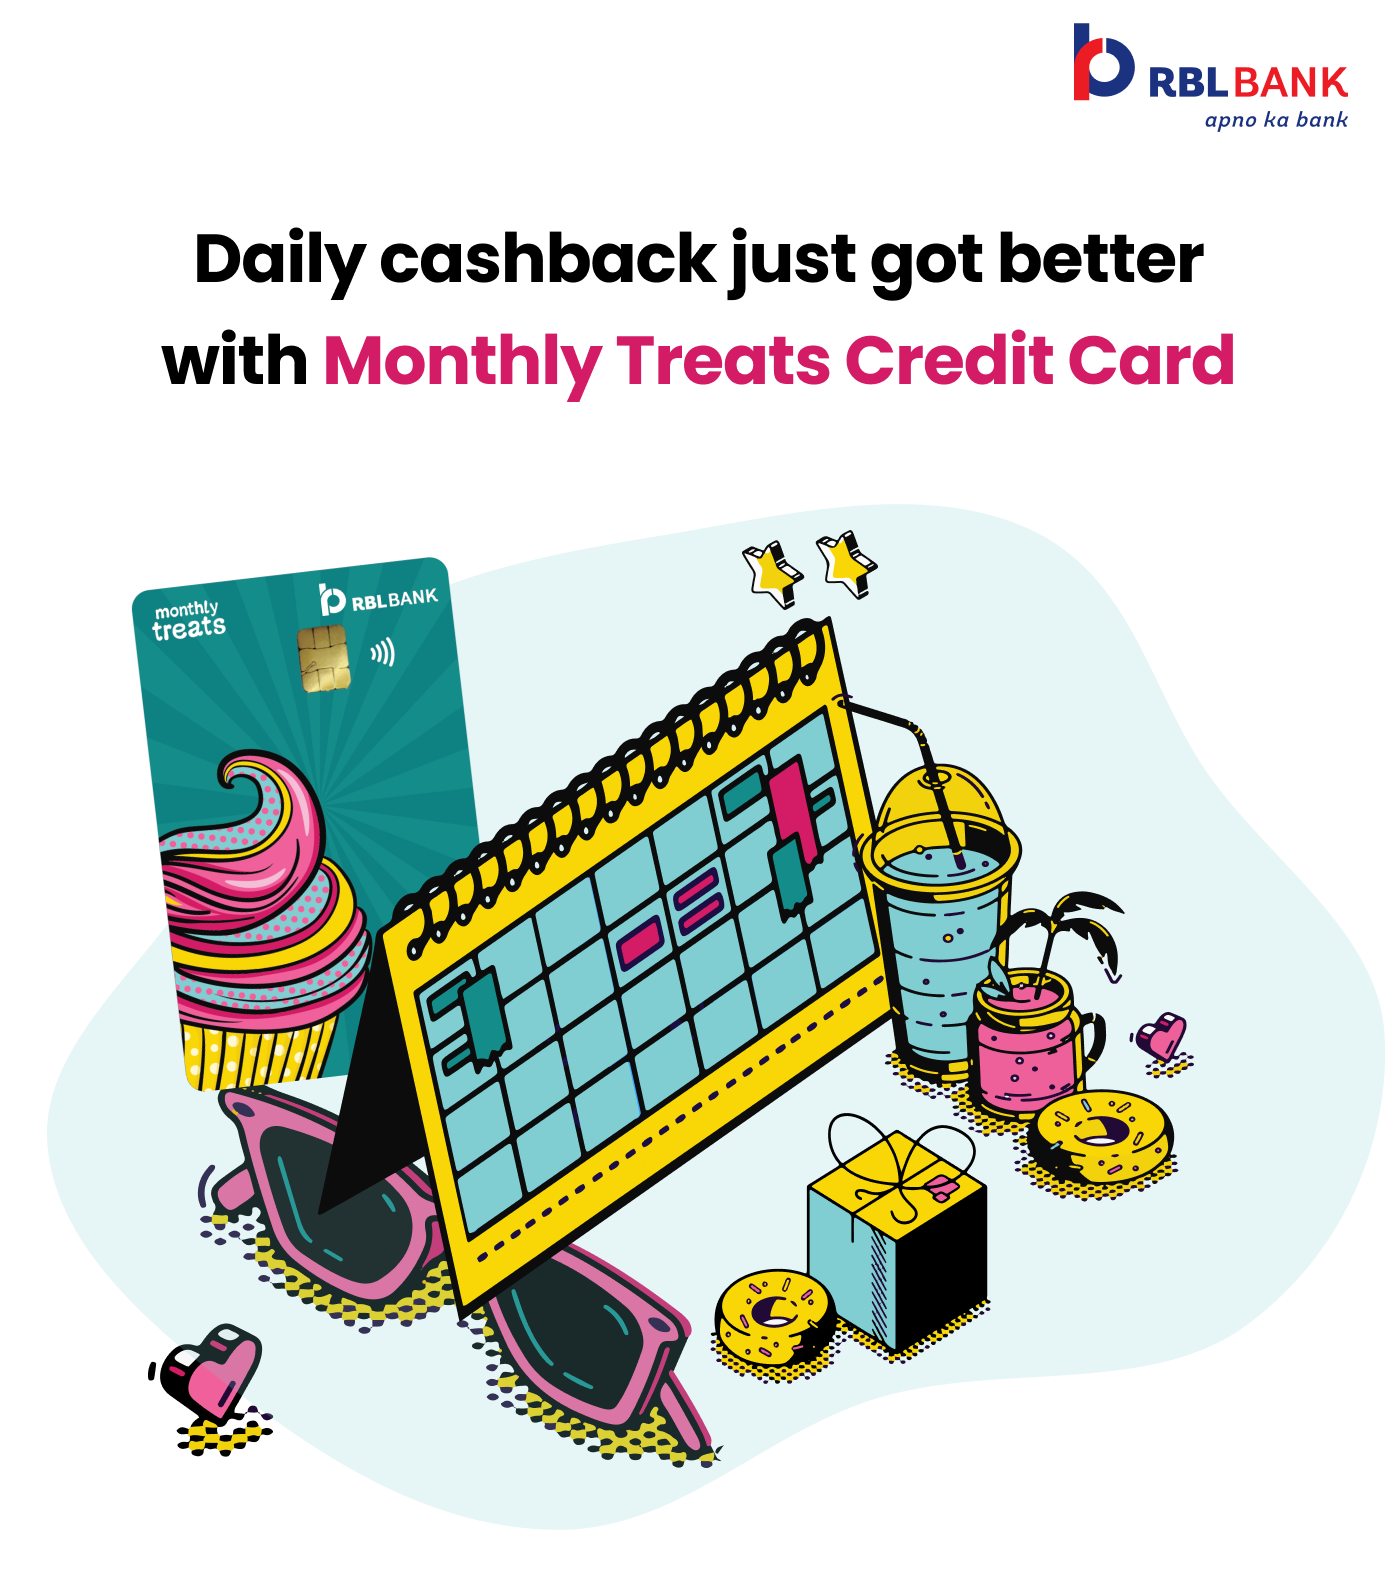 RBLBANK
apno ka bank
Daily cashback just got better
with Monthly Treats Credit Card
monthly
treats
RBLBANK